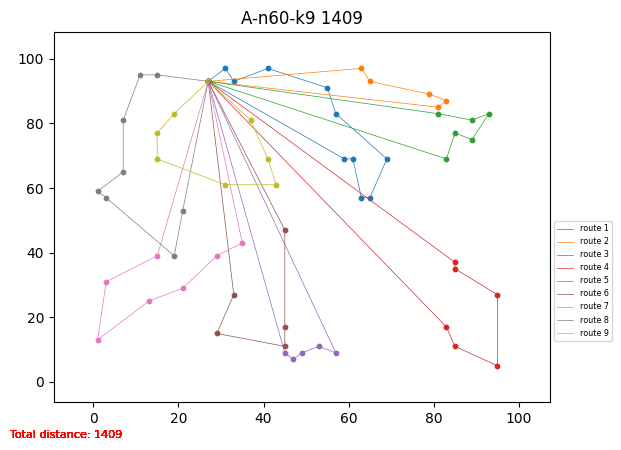 A-n60-k9 1409
100
80
60
40
20
0
0 20 40 60 80 100
route 1
route 2
route 3
route 4
route 5
route 6
route 7
route 8
route 9
Total distance: 1409